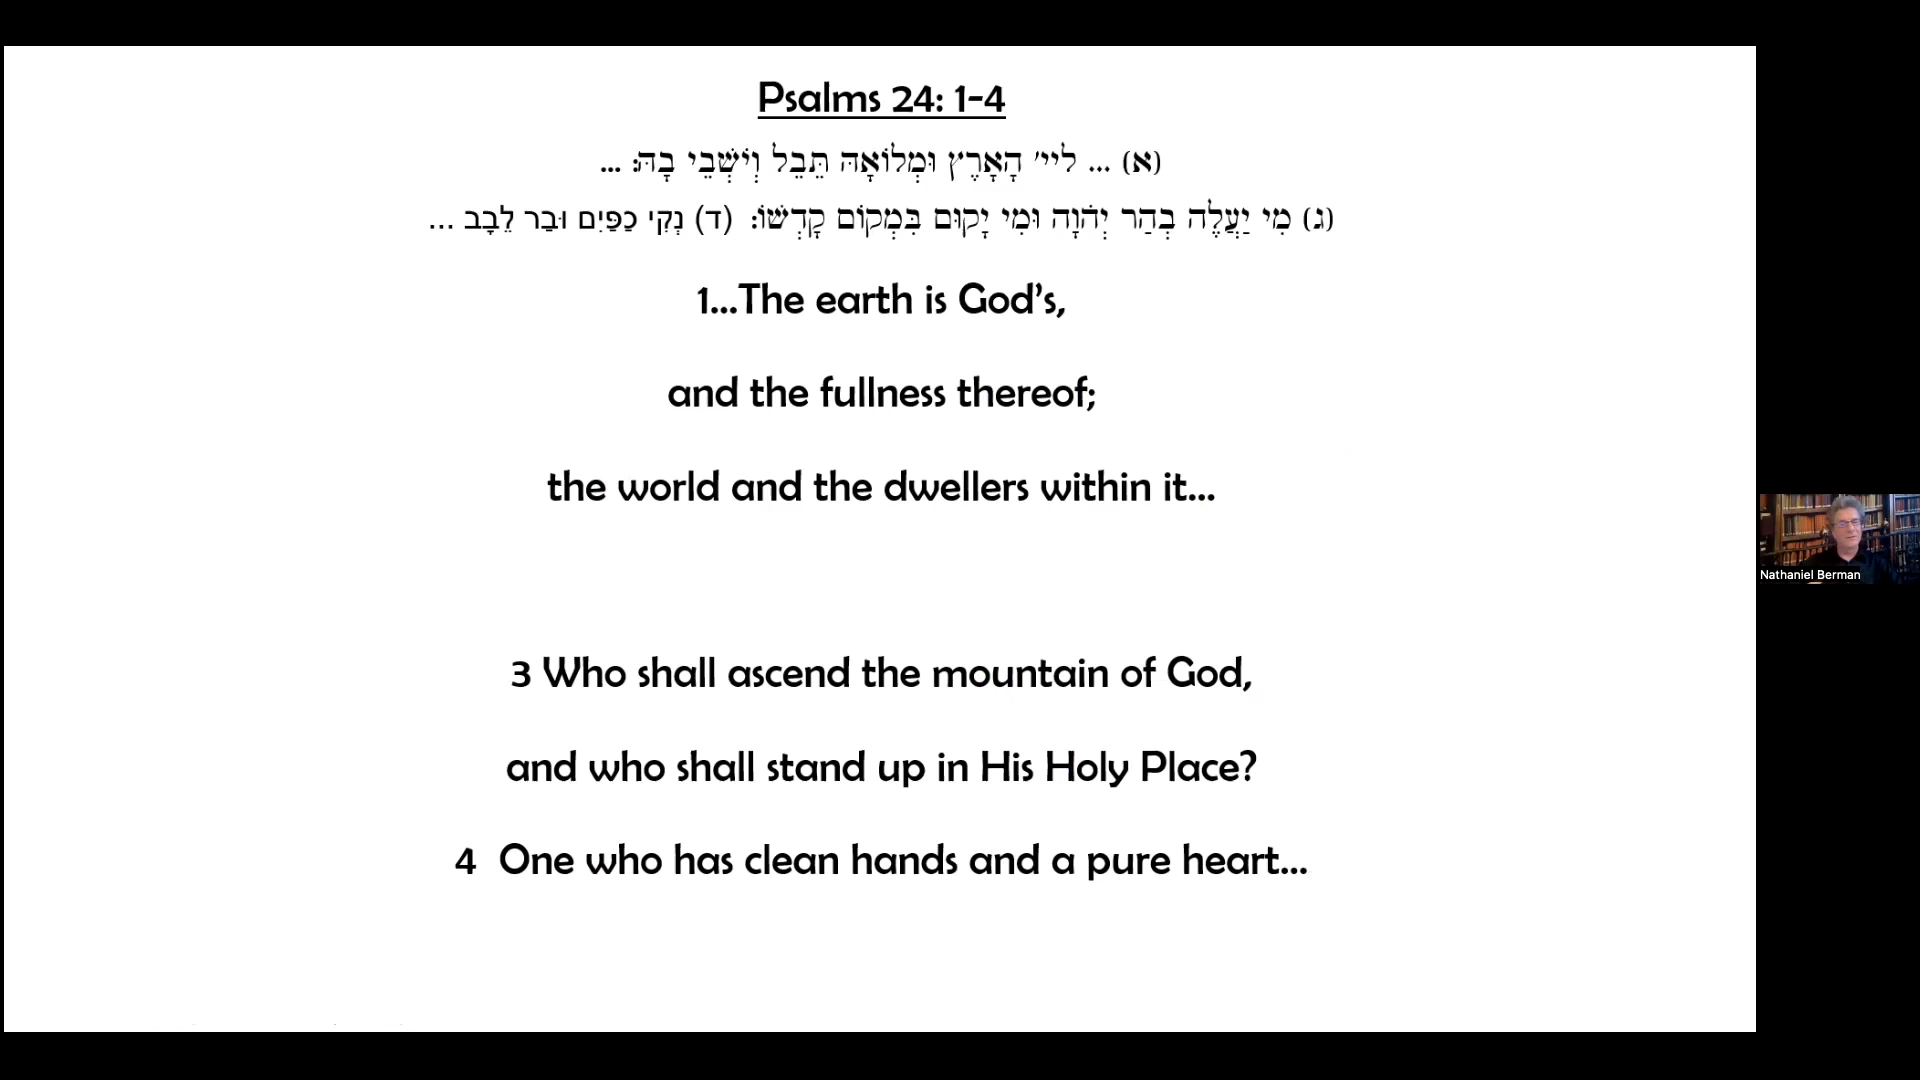 Psalms 24: 1-4
(א) ... ליי' הָאָרֶץ וּמְלוֹאָהּ תֵּבֵל וְיֹשְׁבֵי בָהּ: ...
(ג) מִי יַעֲלֶה בְהַר יְהֹוָה וּמִי יָקוּם בִּמְקוֹם קָדְשׁוֹ: (ד) נְקִי כַפַּיִם וּבַר לֵבָב ...
1...The earth is God's,
and the fullness thereof;
the world and the dwellers within it...
3 Who shall ascend the mountain of God,
and who shall stand up in His Holy Place?
4 One who has clean hands and a pure heart...
Nathaniel Berman